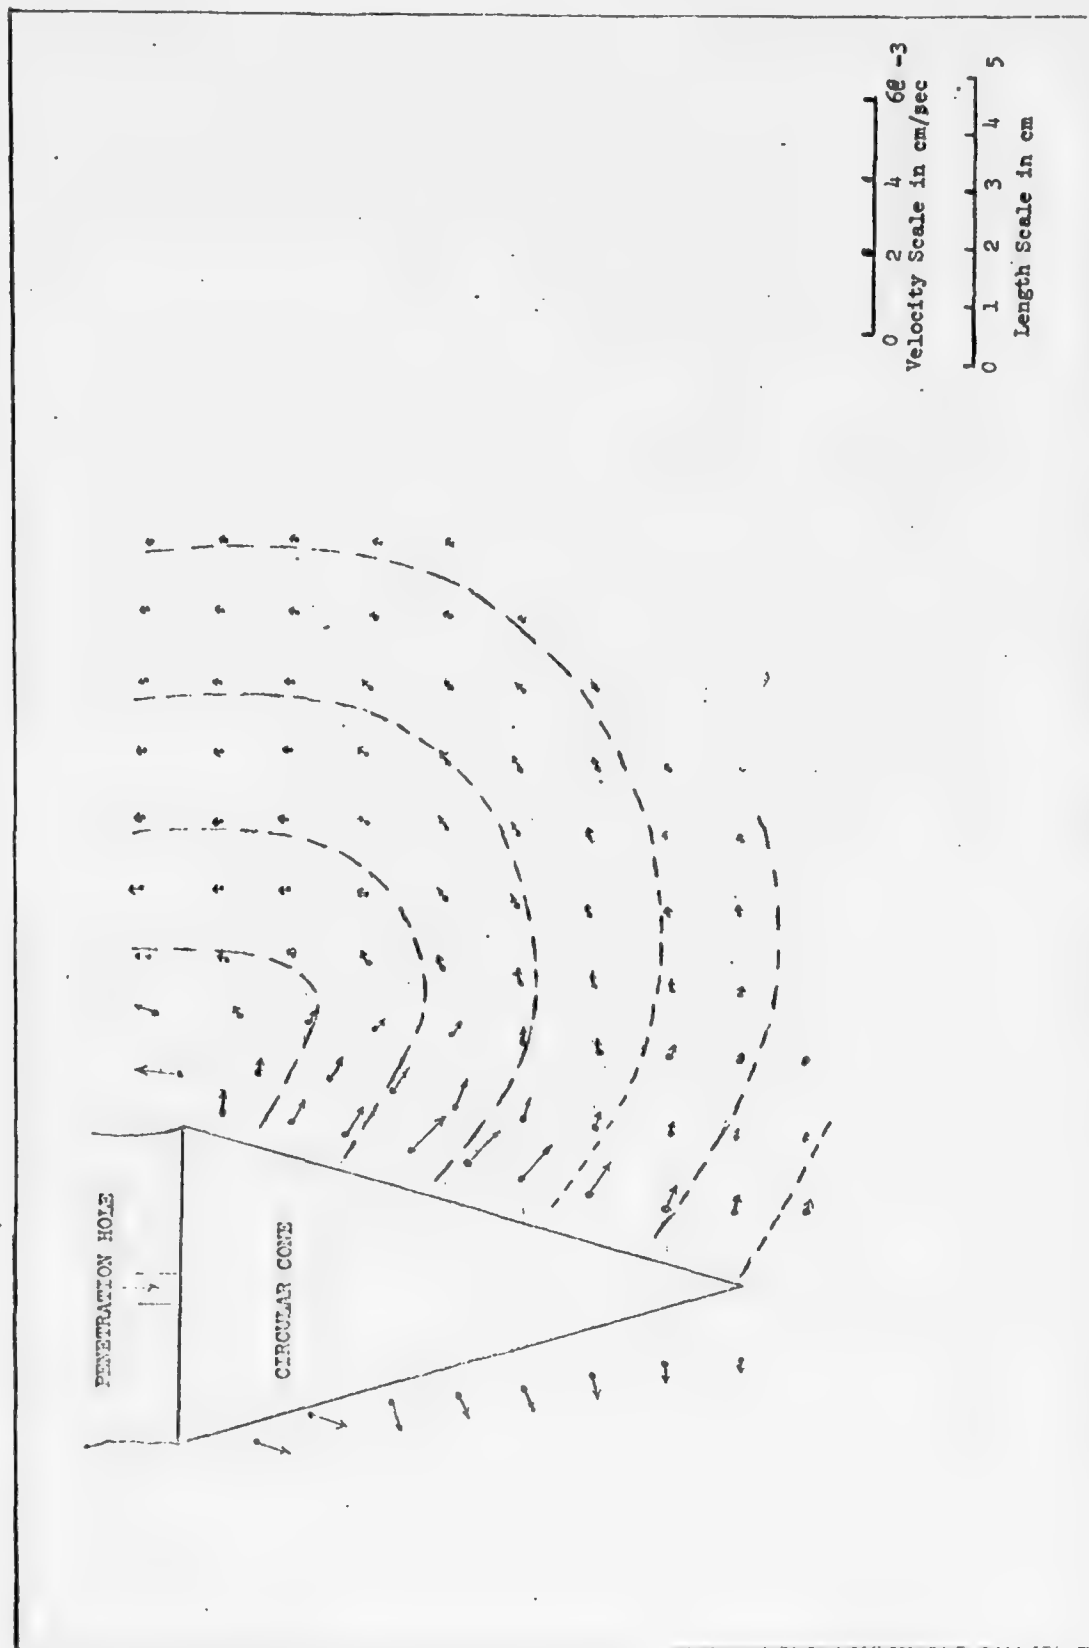 PENETRATION HOLE
CIRCULAR CONE
0 2 4 6@ -3
Velocity Scale in cm/sec
0 1 2 3 4 5
Length Scale in cm